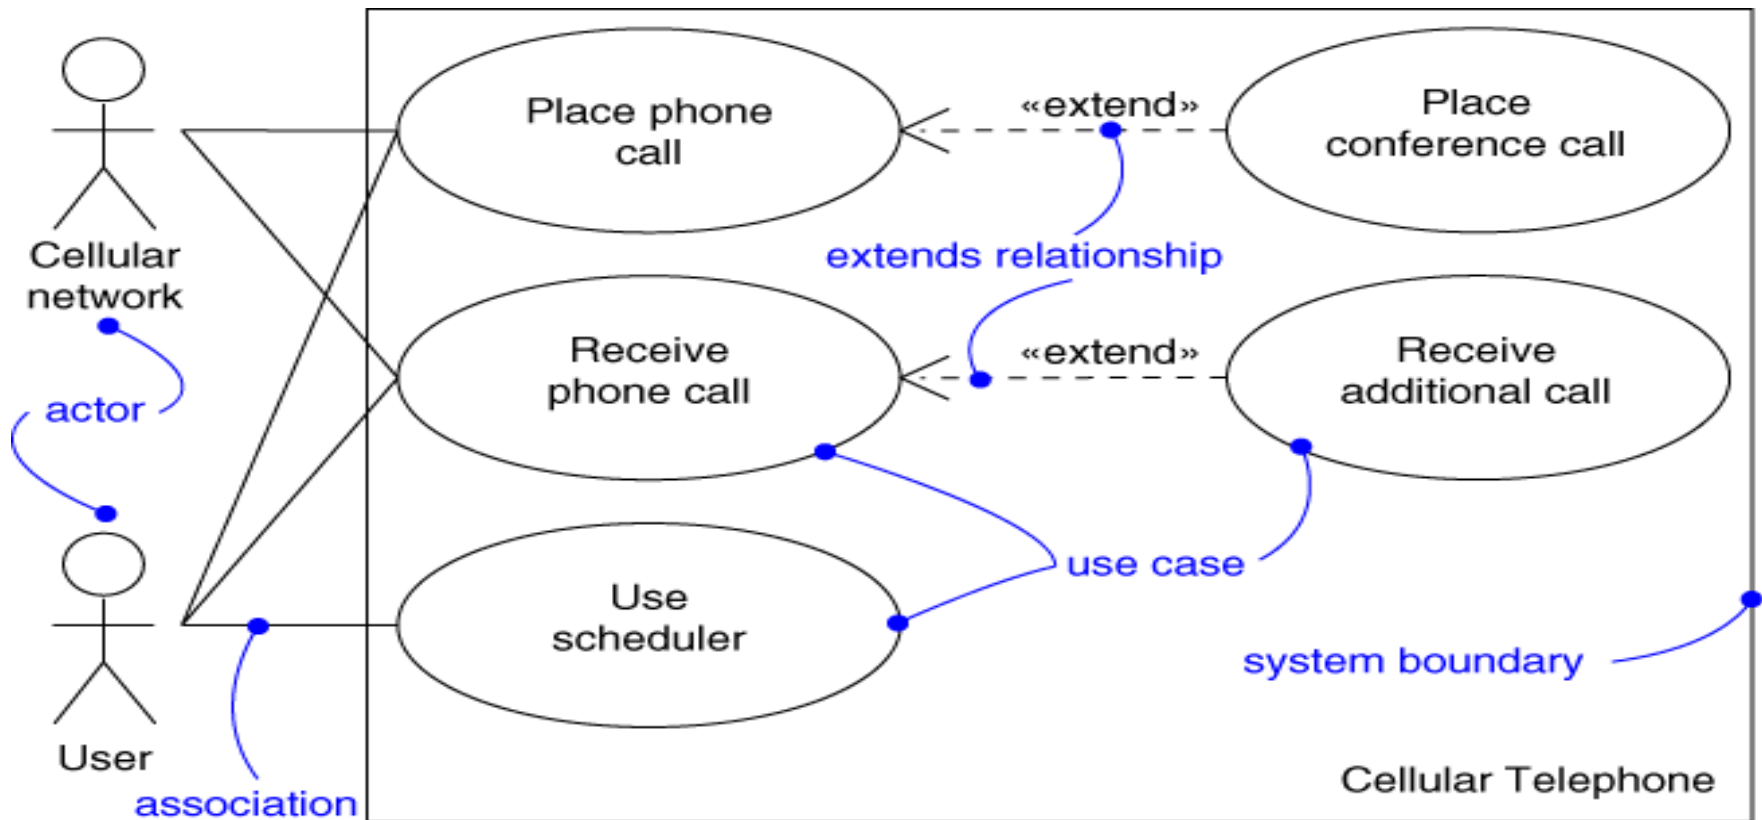 Place phone
call
«extend»
Place
conference call
Cellular
network
extends relationship
Receive
phone call
«extend»
Receive
additional call
actor
Use
scheduler
use case
system boundary
User
association
Cellular Telephone